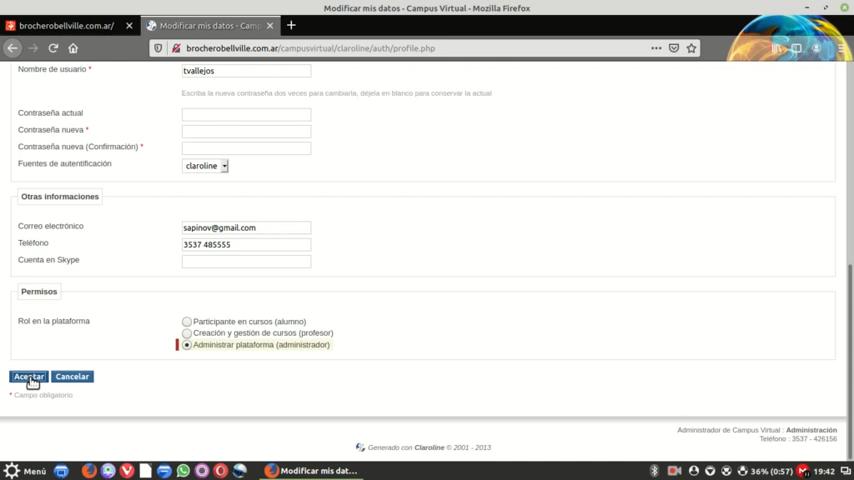 Modificar mis datos - Campus Virtual - Mozilla Firefox
brocherobellville.com.ar/
Modificar mis datos - Camp
brocherobellville.com.ar/campusvirtual/claroline/auth/profile.php
Nombre de usuario *
tvallejos
Escriba la nueva contraseña dos veces para cambiarla, déjela en blanco para conservar la actual
Contraseña actual
Contraseña nueva *
Contraseña nueva (Confirmación) *
Fuentes de autentificación
claroline
Otras informaciones
Correo electrónico
sapinov@gmail.com
Teléfono
3537 485555
Cuenta en Skype
Permisos
Rol en la plataforma
Participante en cursos (alumno)
Creación y gestión de cursos (profesor)
Administrar plataforma (administrador)
Aceptar Cancelar
* Campo obligatorio
Administrador de Campus Virtual : Administración
Teléfono : 3537 - 426156
Generado con Claroline © 2001 - 2013
Menú
Modificar mis dat...
36% (0:57)
19:42